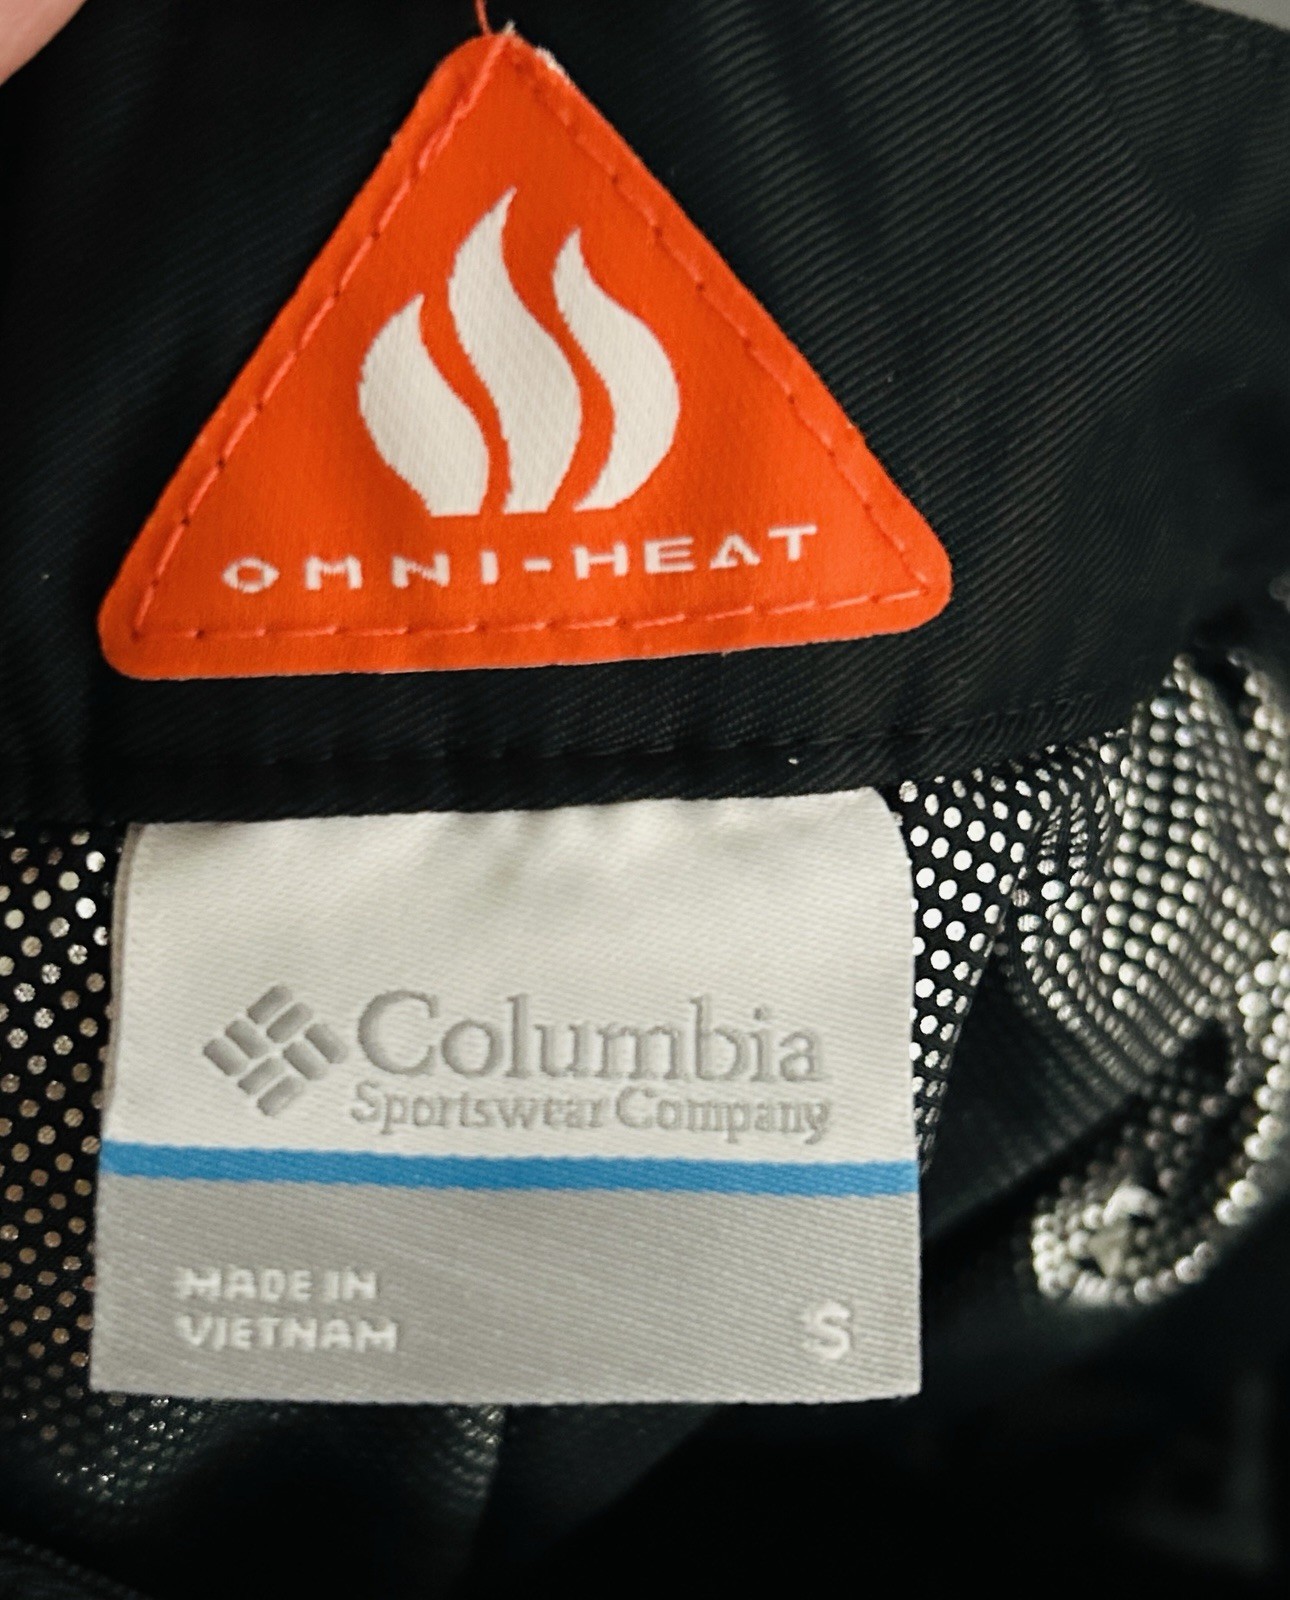 OMNI-HEAT
Columbia
Sportswear Company
MADE IN
VIETNAM
S